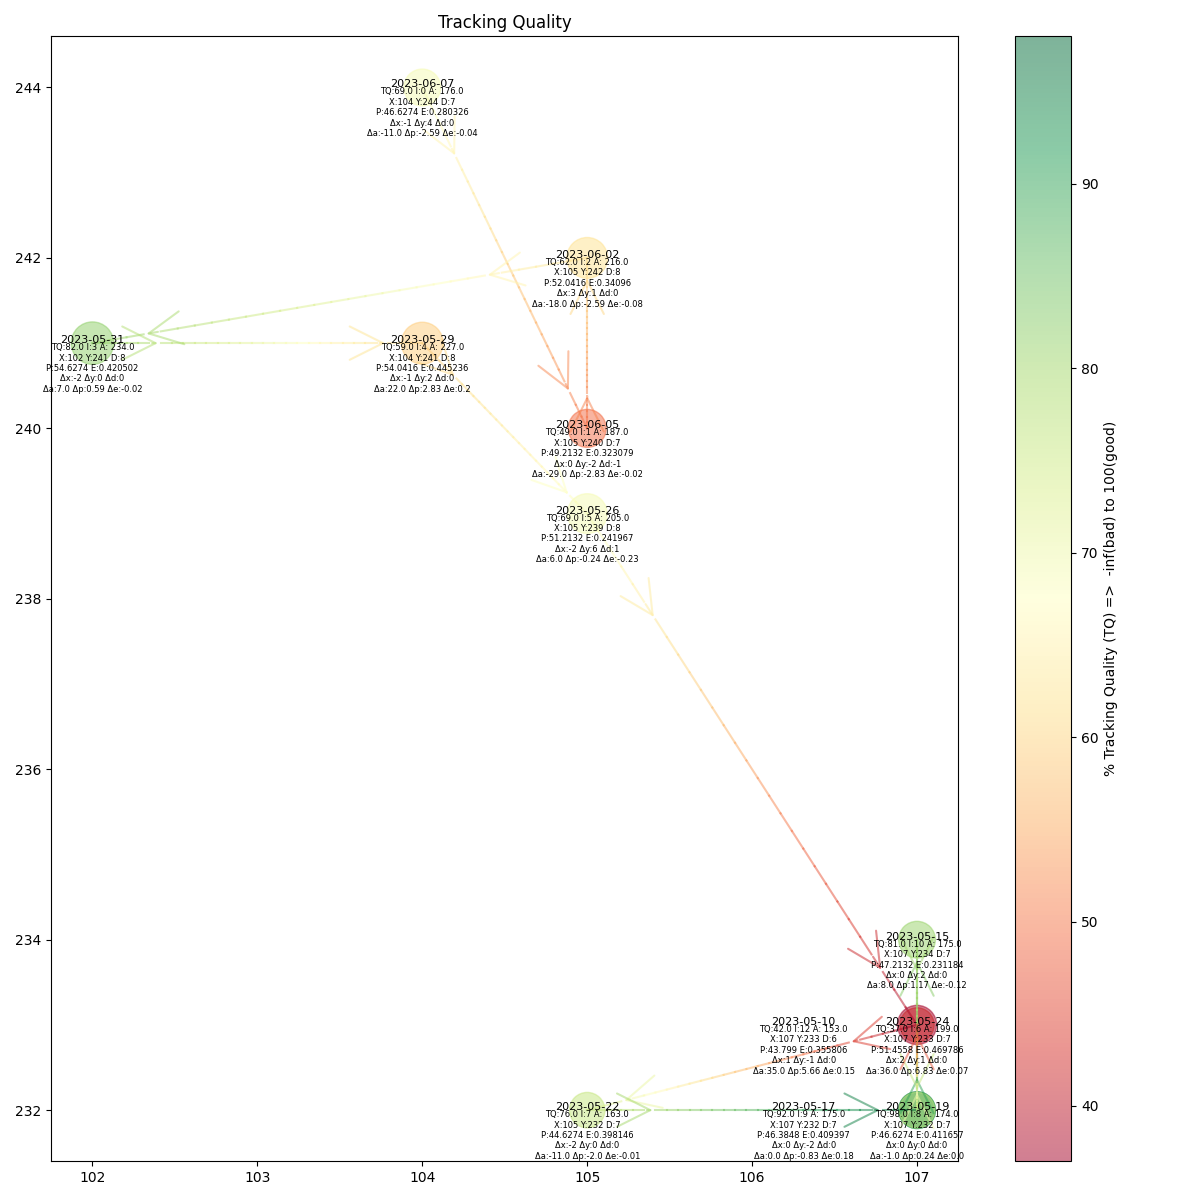 Tracking Quality
2023-06-07
TQ:69.0 I:0 A: 176.0
X:104 Y:244 D:7
P:46.6274 E:0.280326
Δx:-1 Δy:4 Δd:0
Δa:-11.0 Δp:-2.59 Δe:-0.04
2023-06-02
TQ:62.0 I:2 A: 216.0
X:105 Y:242 D:8
P:52.0416 E:0.34096
Δx:3 Δy:1 Δd:0
Δa:-18.0 Δp:-2.59 Δe:-0.08
2023-05-31
TQ:82.0 I:3 A: 234.0
X:102 Y:241 D:8
P:54.6274 E:0.420502
Δx:-2 Δy:0 Δd:0
Δa:7.0 Δp:0.59 Δe:-0.02
2023-05-29
TQ:59.0 I:4 A: 227.0
X:104 Y:241 D:8
P:54.0416 E:0.445236
Δx:-1 Δy:2 Δd:0
Δa:22.0 Δp:2.83 Δe:0.2
2023-06-05
TQ:49.0 I:1 A: 187.0
X:105 Y:240 D:7
P:49.2132 E:0.323079
Δx:0 Δy:-2 Δd:-1
Δa:-29.0 Δp:-2.83 Δe:-0.02
2023-05-26
TQ:69.0 I:5 A: 205.0
X:105 Y:239 D:8
P:51.2132 E:0.241967
Δx:-2 Δy:6 Δd:1
Δa:6.0 Δp:-0.24 Δe:-0.23
2023-05-15
TQ:81.0 I:10 A: 175.0
X:107 Y:234 D:7
P:47.2132 E:0.231184
Δx:0 Δy:2 Δd:0
Δa:8.0 Δp:1.17 Δe:-0.12
2023-05-10
TQ:42.0 I:12 A: 153.0
X:107 Y:233 D:6
P:43.799 E:0.355806
Δx:1 Δy:-1 Δd:0
Δa:35.0 Δp:5.66 Δe:0.15
2023-05-24
TQ:37.0 I:6 A: 199.0
X:107 Y:233 D:7
P:51.4558 E:0.469786
Δx:2 Δy:1 Δd:0
Δa:36.0 Δp:6.83 Δe:0.07
2023-05-22
TQ:76.0 I:7 A: 163.0
X:105 Y:232 D:7
P:44.6274 E:0.398146
Δx:-2 Δy:0 Δd:0
Δa:-11.0 Δp:-2.0 Δe:-0.01
2023-05-17
TQ:92.0 I:9 A: 175.0
X:107 Y:232 D:7
P:46.3848 E:0.409397
Δx:0 Δy:-2 Δd:0
Δa:0.0 Δp:-0.83 Δe:0.18
2023-05-19
TQ:98.0 I:8 A: 174.0
X:107 Y:232 D:7
P:46.6274 E:0.411657
Δx:0 Δy:0 Δd:0
Δa:-1.0 Δp:0.24 Δe:0.0
244
242
240
238
236
234
232
102
103
104
105
106
107
90
80
70
60
50
40
% Tracking Quality (TQ) => -inf(bad) to 100(good)